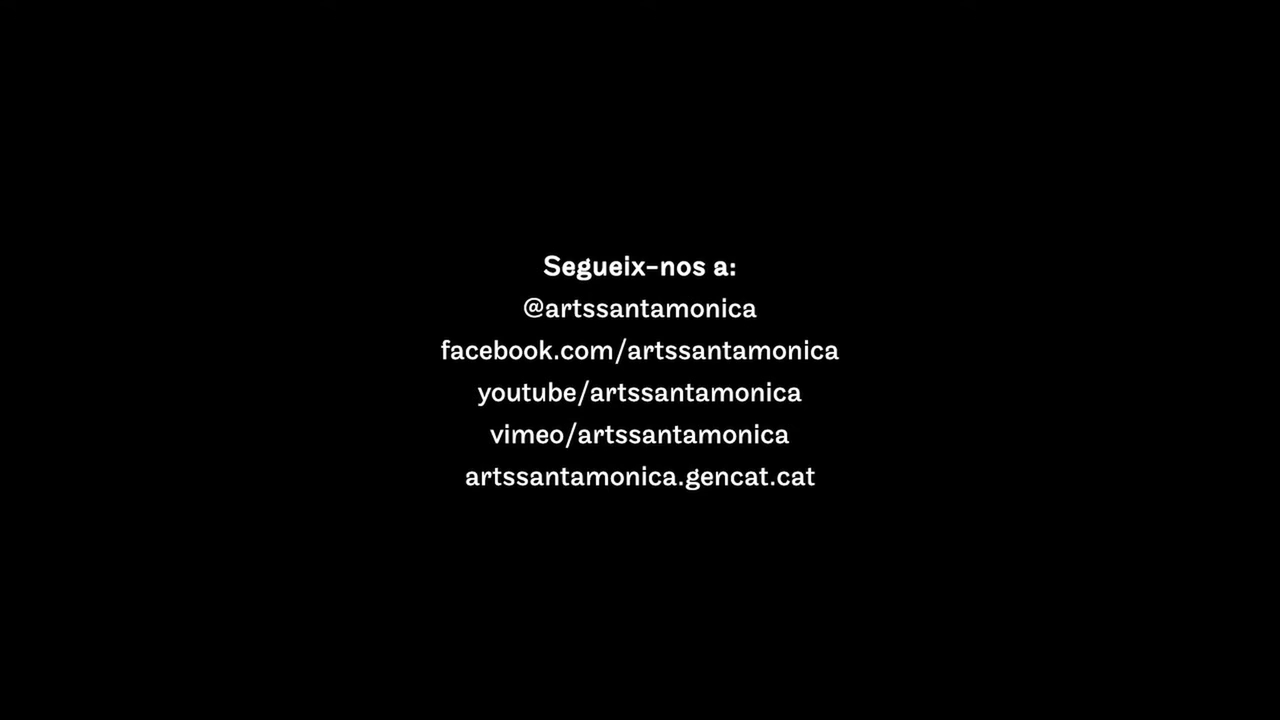 Segueix-nos a:
@artssantamonica
facebook.com/artssantamonica
youtube/artssantamonica
vimeo/artssantamonica
artssantamonica.gencat.cat